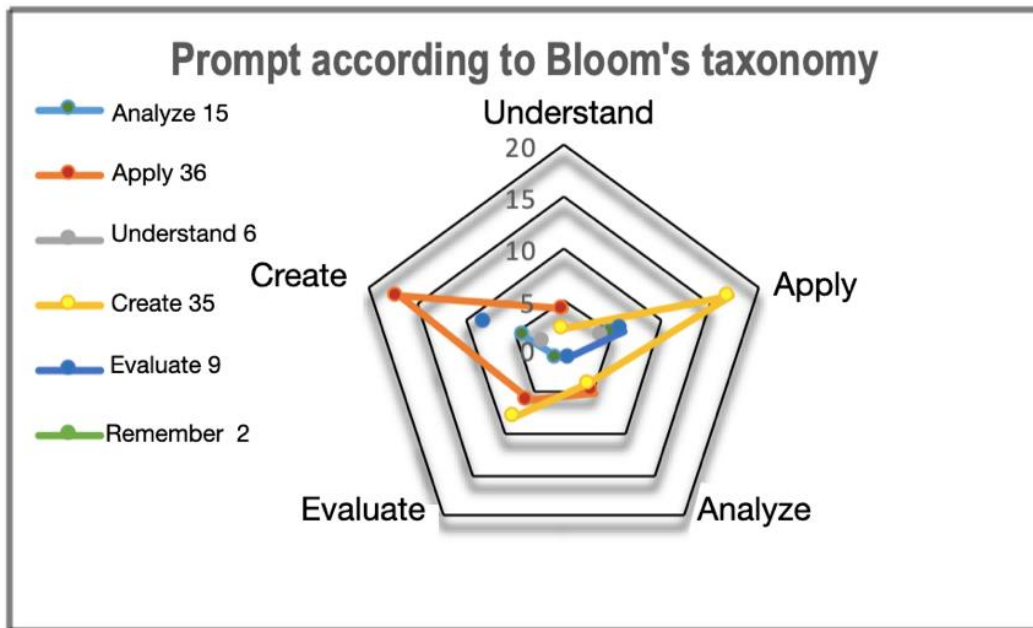 Prompt according to Bloom's taxonomy
Analyze 15
Apply 36
Understand 6
Create 35
Evaluate 9
Remember 2
Understand
20
15
10
5
0
Create
Apply
Evaluate
Analyze